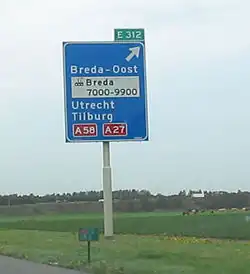 E 312
Breda-Oost
Breda
7000-9900
Utrecht
Tilburg
A58 A27